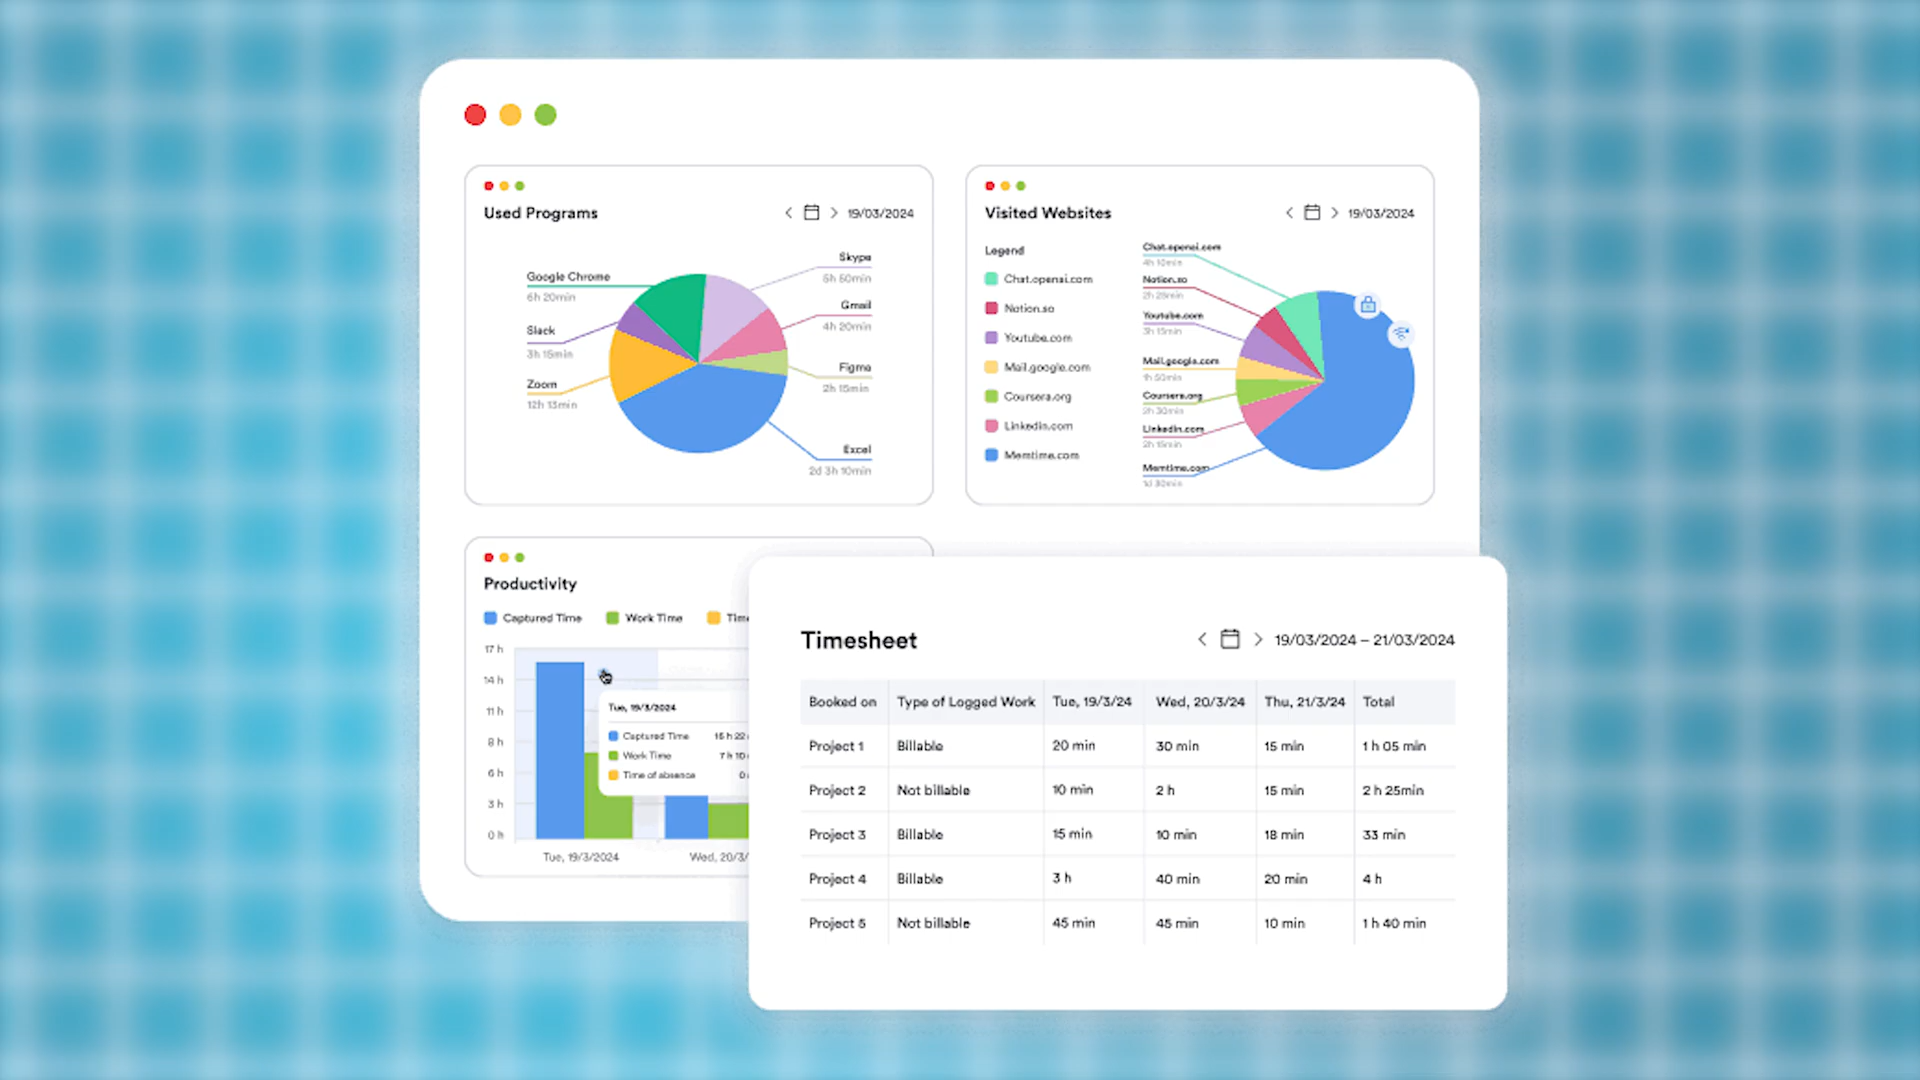 Used Programs
19/03/2024
Google Chrome
6h 20min
Slack
3h 15min
Zoom
12h 13min
Skype
5h 50min
Gmail
4h 20min
Figma
2h 15min
Excel
2d 3h 10min
Visited Websites
19/03/2024
Legend
Chat.openai.com
Notion.so
Youtube.com
Mail.google.com
Coursera.org
Linkedin.com
Memtime.com
Chat.openai.com
4h 10min
Notion.so
2h 25min
Youtube.com
3h 15min
Mail.google.com
1h 50min
Coursera.org
2h 30min
Linkedin.com
2h 15min
Memtime.com
1d 30min
Productivity
Captured Time
Work Time
Time
17 h
14 h
11 h
8 h
6 h
3 h
0 h
Tue, 19/3/2024
Captured Time 15 h 22
Work Time 7 h 10
Time of absence 0
Tue, 19/3/2024
Wed, 20/3/
Timesheet
19/03/2024 – 21/03/2024
Booked on Type of Logged Work Tue, 19/3/24 Wed, 20/3/24 Thu, 21/3/24 Total
Project 1 Billable 20 min 30 min 15 min 1 h 05 min
Project 2 Not billable 10 min 2 h 15 min 2 h 25min
Project 3 Billable 15 min 10 min 18 min 33 min
Project 4 Billable 3 h 40 min 20 min 4 h
Project 5 Not billable 45 min 45 min 10 min 1 h 40 min